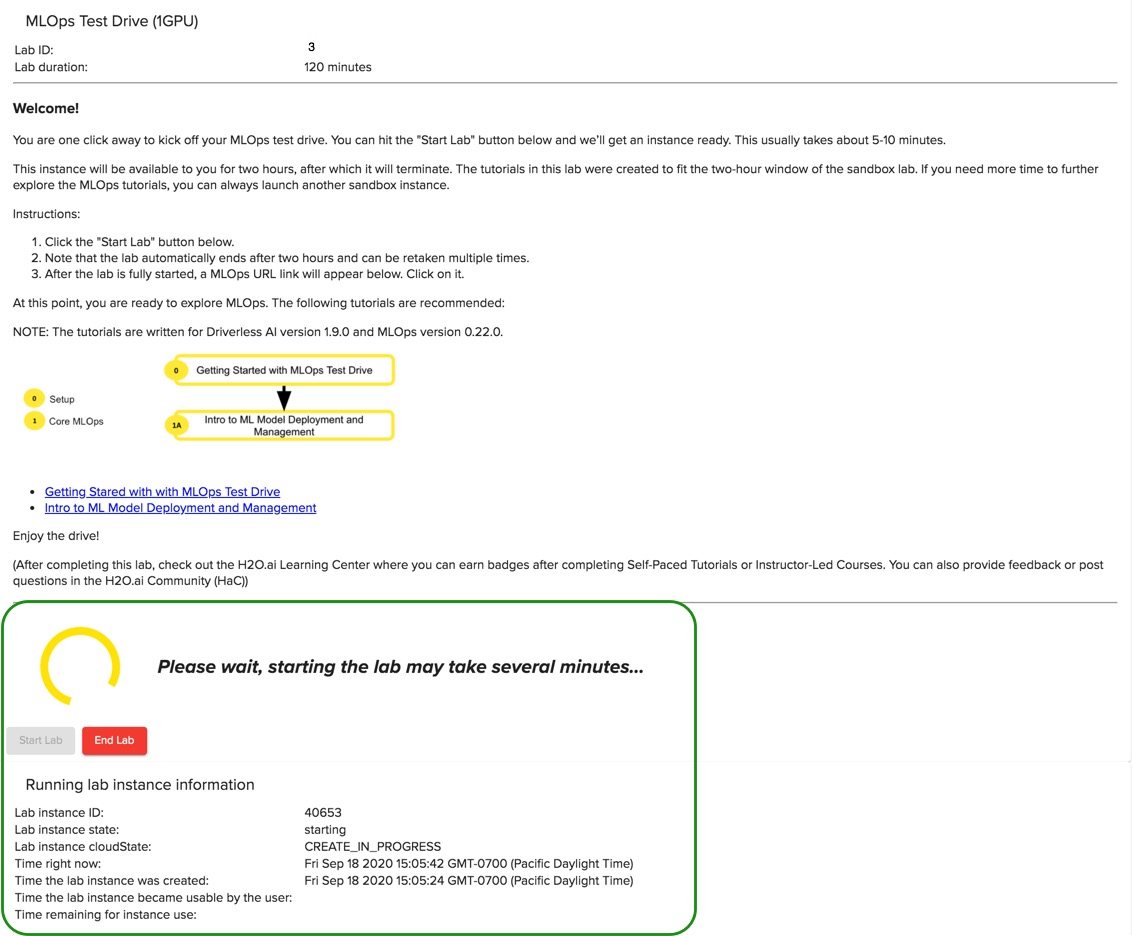 MLOps Test Drive (1GPU)
Lab ID: 3
Lab duration: 120 minutes
Welcome!
You are one click away to kick off your MLOps test drive. You can hit the "Start Lab" button below and we'll get an instance ready. This usually takes about 5-10 minutes.
This instance will be available to you for two hours, after which it will terminate. The tutorials in this lab were created to fit the two-hour window of the sandbox lab. If you need more time to further
explore the MLOps tutorials, you can always launch another sandbox instance.
Instructions:
1. Click the "Start Lab" button below.
2. Note that the lab automatically ends after two hours and can be retaken multiple times.
3. After the lab is fully started, a MLOps URL link will appear below. Click on it.
At this point, you are ready to explore MLOps. The following tutorials are recommended:
NOTE: The tutorials are written for Driverless AI version 1.9.0 and MLOps version 0.22.0.
0 Getting Started with MLOps Test Drive
0 Setup
1 Core MLOps
1A Intro to ML Model Deployment and
Management
• Getting Stared with with MLOps Test Drive
• Intro to ML Model Deployment and Management
Enjoy the drive!
(After completing this lab, check out the H2O.ai Learning Center where you can earn badges after completing Self-Paced Tutorials or Instructor-Led Courses. You can also provide feedback or post
questions in the H2O.ai Community (HaC))
Please wait, starting the lab may take several minutes...
Start Lab End Lab
Running lab instance information
Lab instance ID: 40653
Lab instance state: starting
Lab instance cloudState: CREATE_IN_PROGRESS
Time right now: Fri Sep 18 2020 15:05:42 GMT-0700 (Pacific Daylight Time)
Time the lab instance was created: Fri Sep 18 2020 15:05:24 GMT-0700 (Pacific Daylight Time)
Time the lab instance became usable by the user:
Time remaining for instance use: